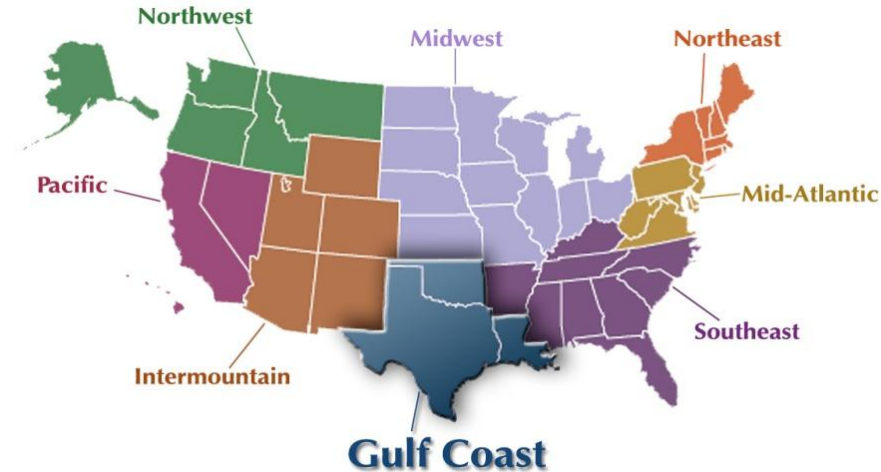 Northwest
Midwest
Northeast
Pacific
Mid-Atlantic
Southeast
Intermountain
Gulf Coast